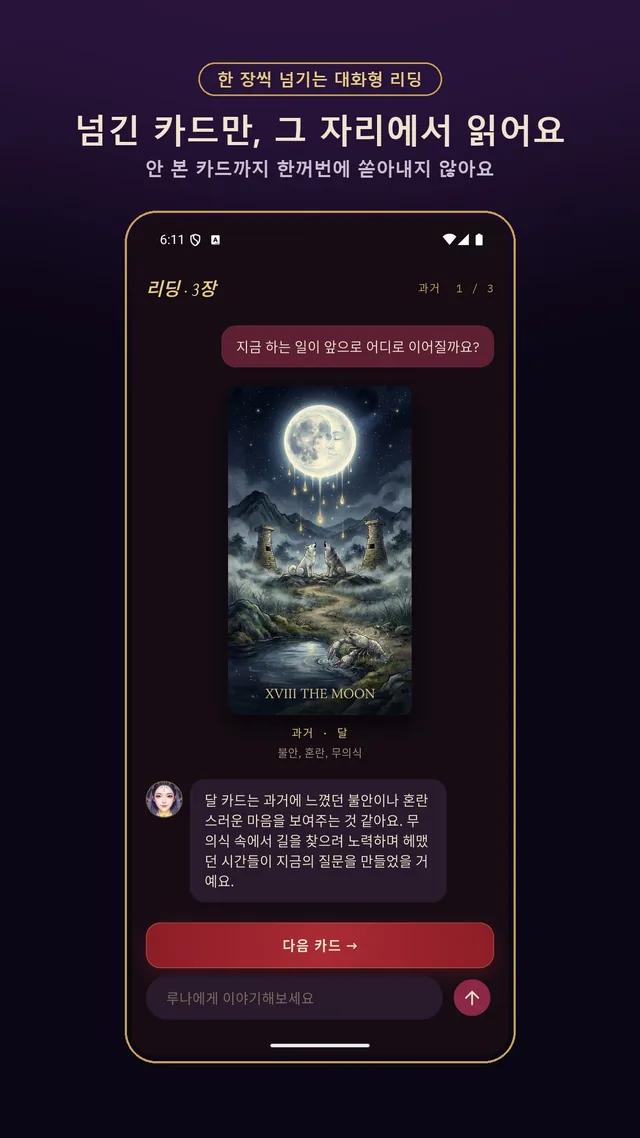 한 장씩 넘기는 대화형 리딩
넘긴 카드만, 그 자리에서 읽어요
안 본 카드까지 한꺼번에 쏟아내지 않아요
6:11 A
리딩 · 3장
과거 1 / 3
지금 하는 일이 앞으로 어디로 이어질까요?
XVIII THE MOON
과거 · 달
불안, 혼란, 무의식
달 카드는 과거에 느꼈던 불안이나 혼란
스러운 마음을 보여주는 것 같아요. 무
의식 속에서 길을 찾으려 노력하며 헤맸
던 시간들이 지금의 질문을 만들었을 거
예요.
다음 카드 →
루나에게 이야기해보세요